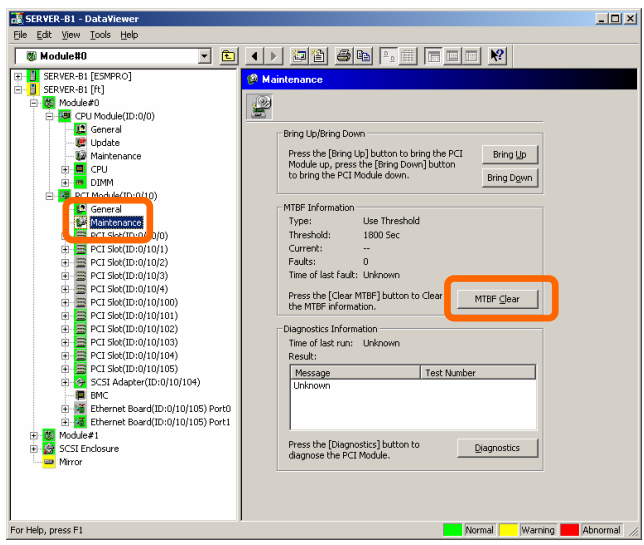 SERVER-B1 - DataViewer
File Edit View Tools Help
Module#0
SERVER-B1 [ESMPRO]
SERVER-B1 [ft]
Module#0
CPU Module(ID:0/0)
General
Update
Maintenance
CPU
DIMM
PCI Module(ID:0/10)
General
Maintenance
PCI Slot(ID:0/10/0)
PCI Slot(ID:0/10/1)
PCI Slot(ID:0/10/2)
PCI Slot(ID:0/10/3)
PCI Slot(ID:0/10/4)
PCI Slot(ID:0/10/100)
PCI Slot(ID:0/10/101)
PCI Slot(ID:0/10/102)
PCI Slot(ID:0/10/103)
PCI Slot(ID:0/10/104)
PCI Slot(ID:0/10/105)
SCSI Adapter(ID:0/10/104)
BMC
Ethernet Board(ID:0/10/105) Port0
Ethernet Board(ID:0/10/105) Port1
Module#1
SCSI Enclosure
Mirror
Maintenance
Bring Up/Bring Down
Press the [Bring Up] button to bring the PCI
Module up, press the [Bring Down] button
to bring the PCI Module down.
Bring Up
Bring Down
MTBF Information
Type: Use Threshold
Threshold: 1800 Sec
Current: --
Faults: 0
Time of last fault: Unknown
Press the [Clear MTBF] button to Clear
the MTBF information.
MTBF Clear
Diagnostics Information
Time of last run: Unknown
Result:
Message Test Number
Unknown
Press the [Diagnostics] button to
diagnose the PCI Module.
Diagnostics
For Help, press F1
Normal Warning Abnormal